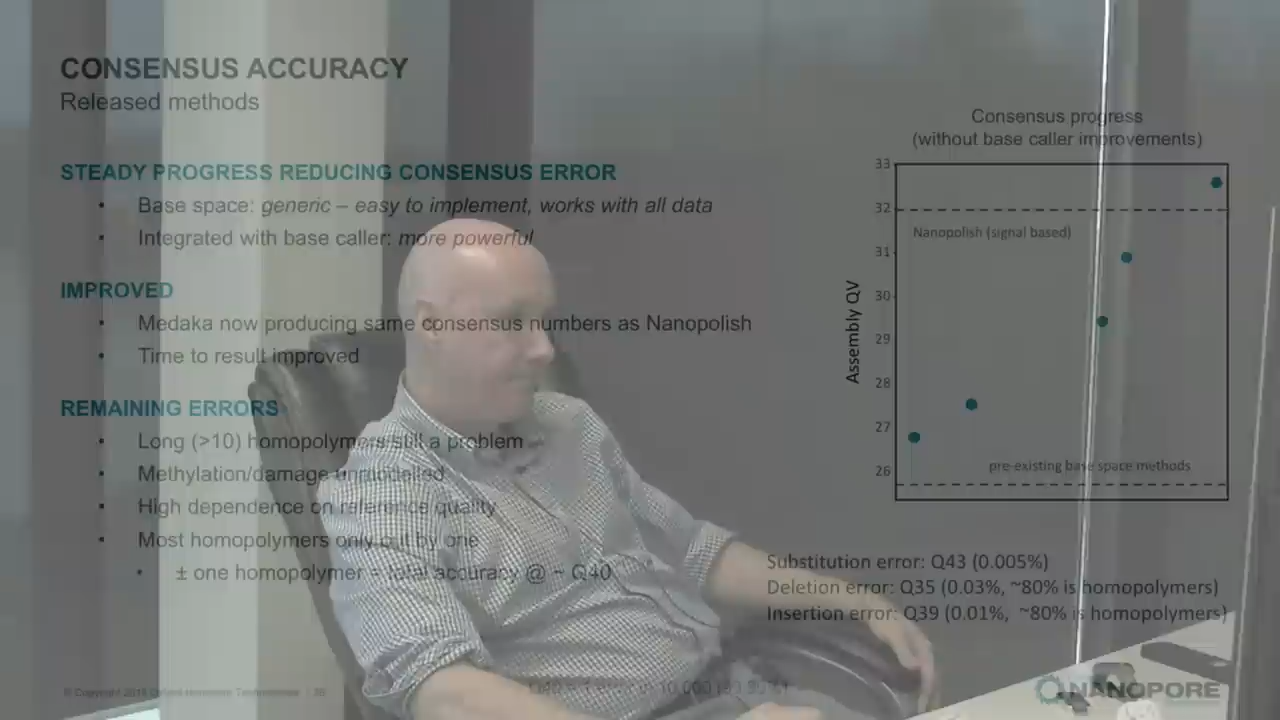 CONSENSUS ACCURACY
Released methods
STEADY PROGRESS REDUCING CONSENSUS ERROR
• Base space: generic – easy to implement, works with all data
• Integrated with base caller: more powerful
IMPROVED
• Medaka now producing same consensus numbers as Nanopolish
• Time to result improved
REMAINING ERRORS
• Long (>10) homopolymers still a problem
• Methylation/damage unmodelled
• High dependence on reference quality
• Most homopolymers only out by one
• ± one homopolymer = total accuracy @ ~ Q40
Consensus progress
(without base caller improvements)
33
32
Nanopolish (signal based)
31
30
Assembly QV
29
28
27
26
pre-existing base space methods
Substitution error: Q43 (0.005%)
Deletion error: Q35 (0.03%, ~80% is homopolymers)
Insertion error: Q39 (0.01%, ~80% is homopolymers)
NANOPORE